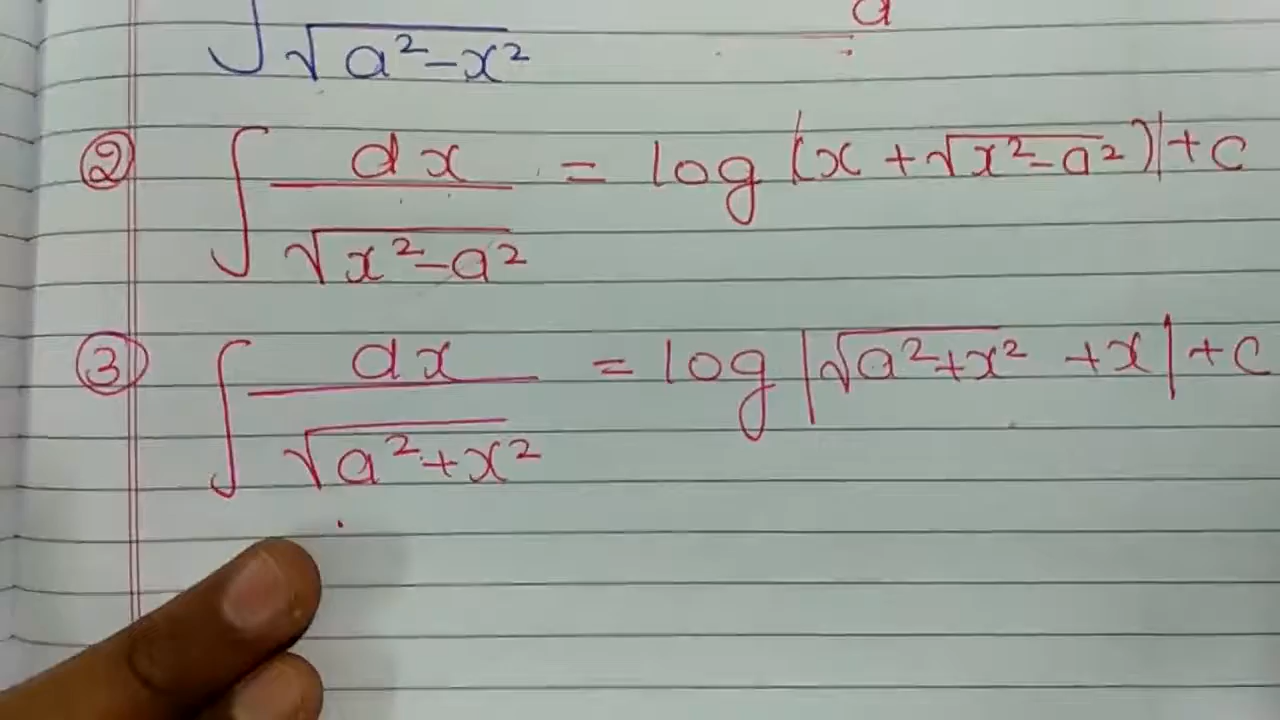 ∫ √a²-x² a
② ∫ dx / √x²-a² = log |(x + √x²-a²)| + c
③ ∫ dx / √a²+x² = log |√a²+x² + x| + c